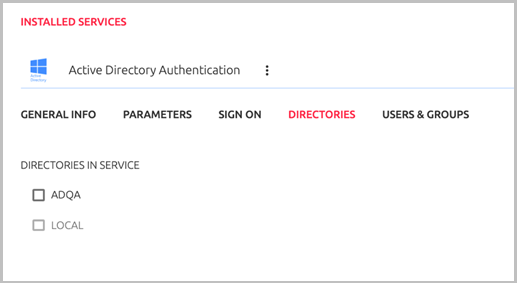 INSTALLED SERVICES
Active
Directory
Active Directory Authentication
GENERAL INFO PARAMETERS SIGN ON DIRECTORIES USERS & GROUPS
DIRECTORIES IN SERVICE
ADQA
LOCAL